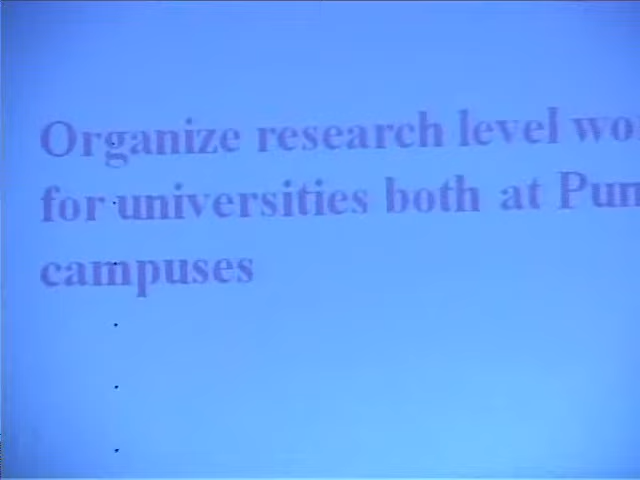 Organize research level
for universities both at
campuses